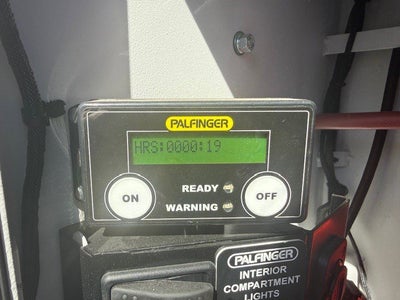 PALFINGER
HRS:0000:19
READY
ON
OFF
WARNING
PALFINGER
INTERIOR
COMPARTMENT
LIGHTS